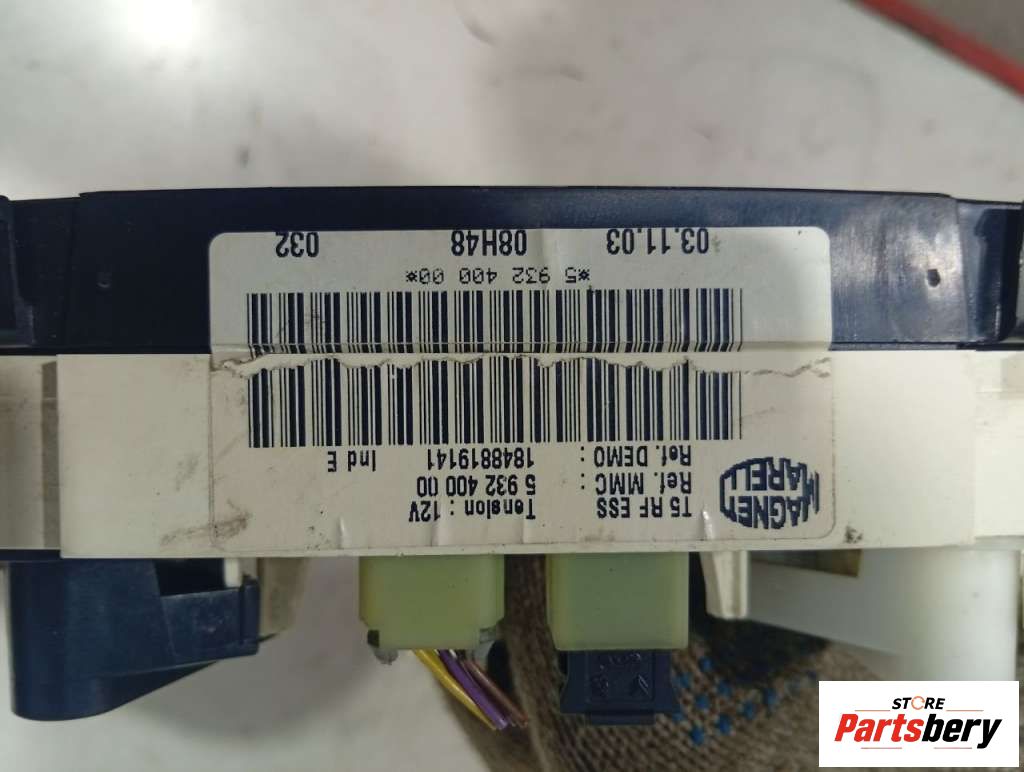 MAGNETI
MARELLI
T5 RF ESS Tension : 12V
Ref. MMC : 5 932 400 00
Ref. DEMO : 1848819141 Ind E
*5 932 400 00*
03.11.03 08H48 032
STORE
Partsbery